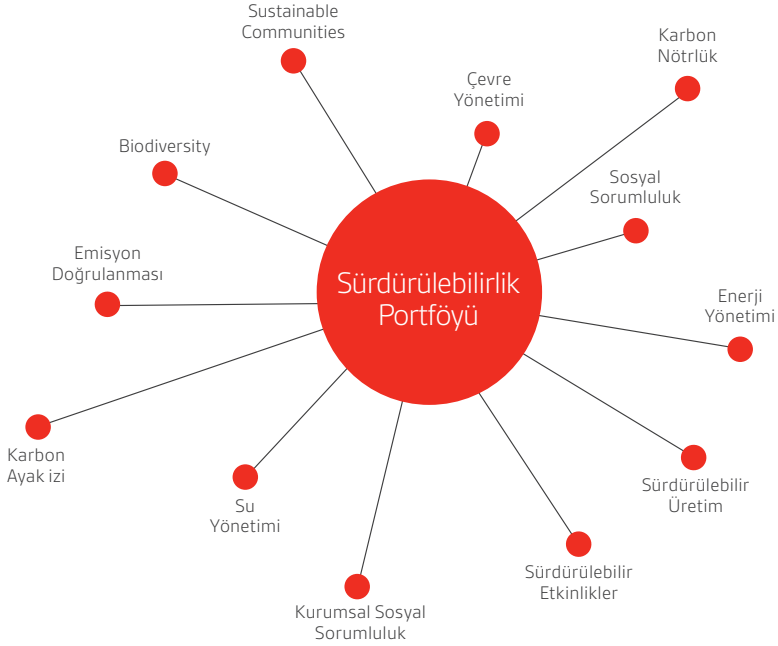 Sustainable
Communities
Karbon
Nötrlük
Çevre
Yönetimi
Biodiversity
Sosyal
Sorumluluk
Emisyon
Doğrulanması
Sürdürülebilirlik
Portföyü
Enerji
Yönetimi
Karbon
Ayak izi
Sürdürülebilir
Üretim
Su
Yönetimi
Sürdürülebilir
Etkinlikler
Kurumsal Sosyal
Sorumluluk